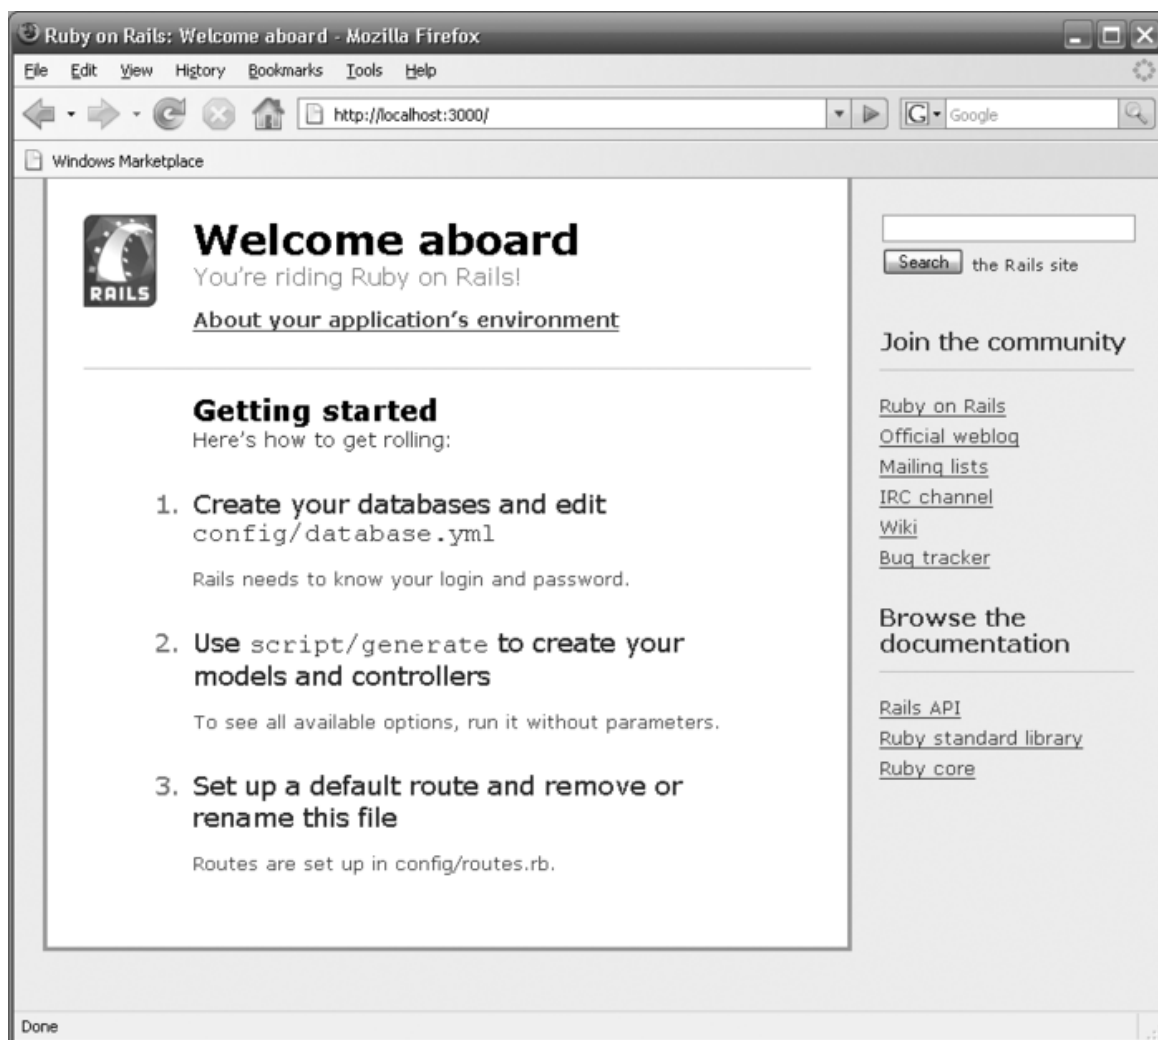 Ruby on Rails: Welcome aboard - Mozilla Firefox
File Edit View History Bookmarks Tools Help
http://localhost:3000/
G Google
Windows Marketplace
RAILS
Welcome aboard
You're riding Ruby on Rails!
About your application's environment
Getting started
Here's how to get rolling:
1. Create your databases and edit
config/database.yml
Rails needs to know your login and password.
2. Use script/generate to create your
models and controllers
To see all available options, run it without parameters.
3. Set up a default route and remove or
rename this file
Routes are set up in config/routes.rb.
Search the Rails site
Join the community
Ruby on Rails
Official weblog
Mailing lists
IRC channel
Wiki
Bug tracker
Browse the
documentation
Rails API
Ruby standard library
Ruby core
Done